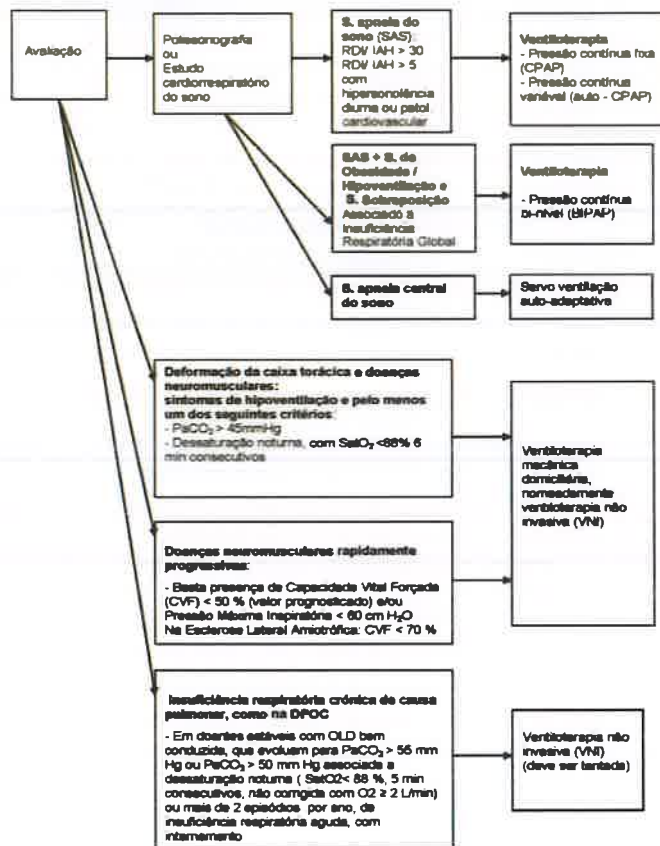 Avaliação
Polissonografia
ou
Estudo
cardiorrespiratório
do sono
S. apneia do
sono (SAS):
RDI/ IAH > 30
RDI/ IAH > 5
com
hipersonolência
diurna ou patol
cardiovascular
Ventiloterapia
- Pressão contínua fixa
(CPAP)
- Pressão contínua
variável (auto - CPAP)
SAS + S. de
Obesidade /
Hipoventilação e
S. Sobreposição
Associado a
Insuficiência
Respiratória Global
Ventiloterapia
- Pressão contínua
bi-nível (BIPAP)
S. apneia central
do sono
Servo ventilação
auto-adaptativa
Deformação da caixa torácica e doenças
neuromusculares:
sintomas de hipoventilação e pelo menos
um dos seguintes critérios:
- PaCO₂ > 45mmHg
- Dessaturação noturna, com SatO₂ <88% 6
min consecutivos
Ventiloterapia
mecânica
domiciliária,
nomeadamente
ventiloterapia não
invasiva (VNI)
Doenças neuromusculares rapidamente
progressivas:
- Basta presença de Capacidade Vital Forçada
(CVF) < 50 % (valor prognosticado) e/ou
Pressão Máxima Inspiratória < 60 cm H₂O
Na Esclerose Lateral Amiotrófica: CVF < 70 %
Insuficiência respiratória crónica de causa
pulmonar, como na DPOC
- Em doentes estáveis com OLD bem
conduzida, que evoluem para PaCO₂ > 55 mm
Hg ou PaCO₂ > 50 mm Hg associada a
dessaturação noturna ( SatO2< 88 %, 5 min
consecutivos, não corrigida com O2 ≥ 2 L/min)
ou mais de 2 episódios por ano, de
insuficiência respiratória aguda, com
internamento
Ventiloterapia não
invasiva (VNI)
(deve ser tentada)